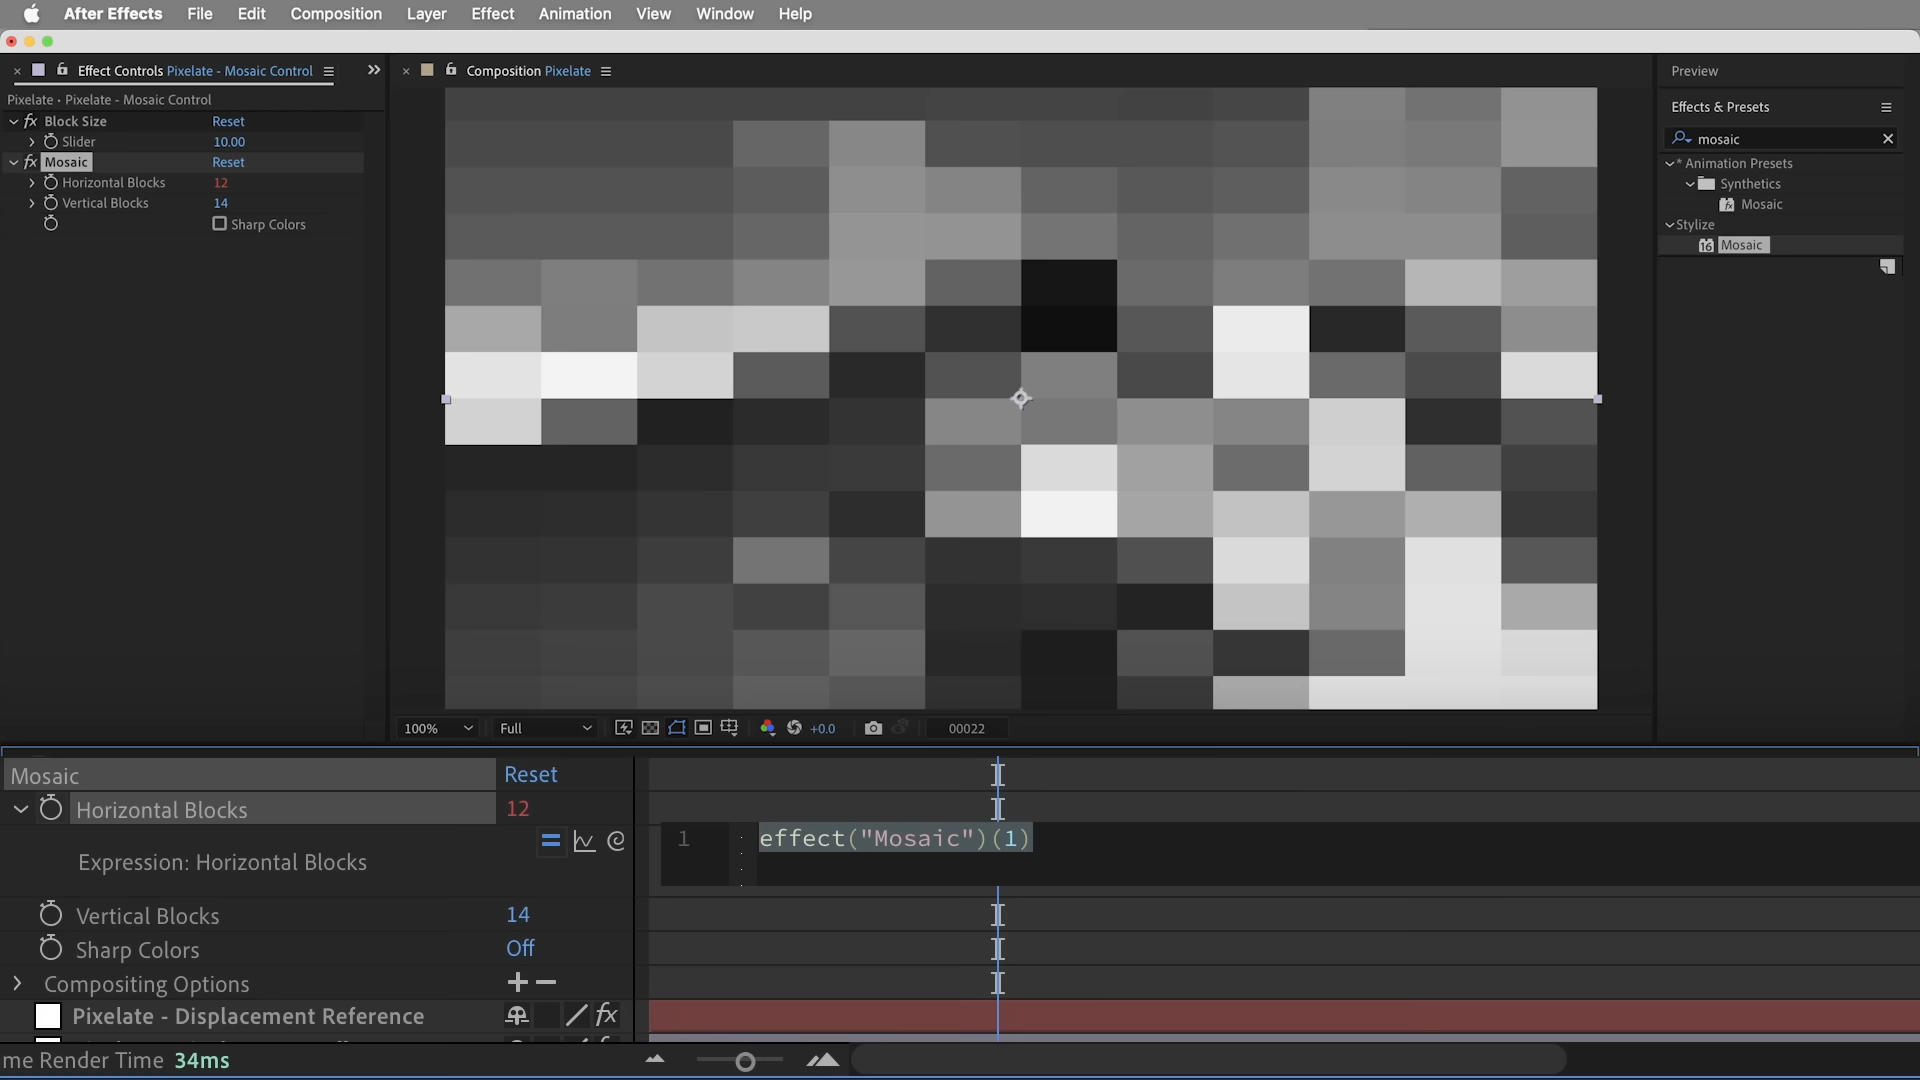 After Effects File Edit Composition Layer Effect Animation View Window Help
Effect Controls Pixelate - Mosaic Control
Composition Pixelate
Preview
Pixelate • Pixelate - Mosaic Control
Effects & Presets
fx Block Size Reset
Slider 10.00
mosaic
fx Mosaic Reset
* Animation Presets
Horizontal Blocks 12
Synthetics
Vertical Blocks 14
Mosaic
Sharp Colors
Stylize
16 Mosaic
100% Full +0.0 00022
Mosaic Reset
Horizontal Blocks 12
1 effect("Mosaic")(1)
Expression: Horizontal Blocks
Vertical Blocks 14
Sharp Colors Off
Compositing Options + −
Pixelate - Displacement Reference fx
me Render Time 34ms